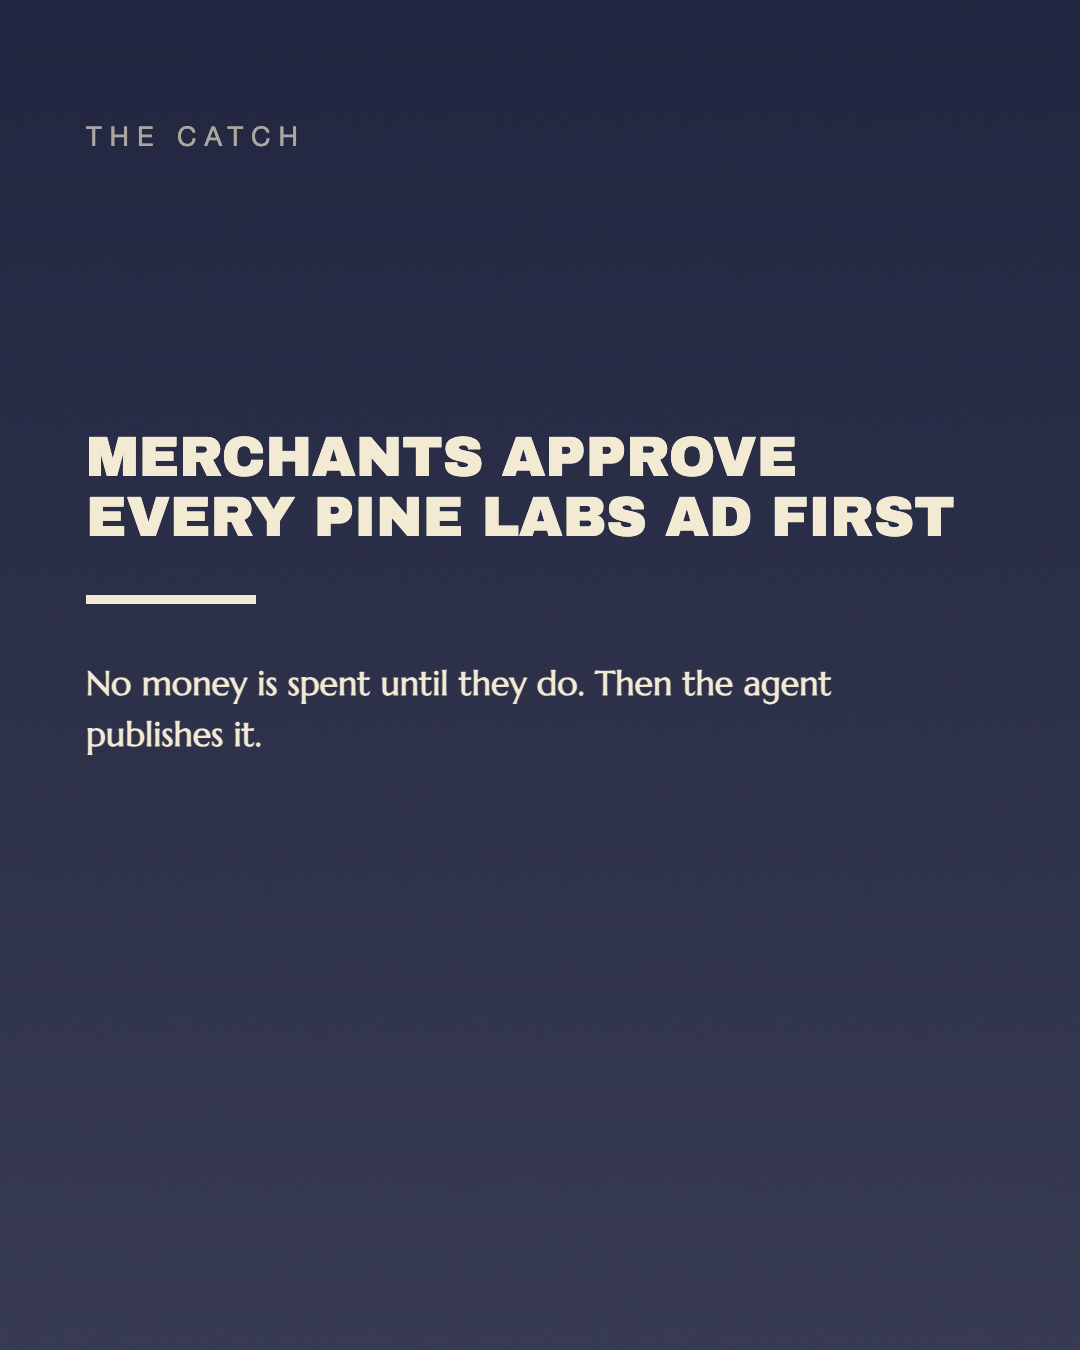 THE CATCH
MERCHANTS APPROVE
EVERY PINE LABS AD FIRST
No money is spent until they do. Then the agent
publishes it.